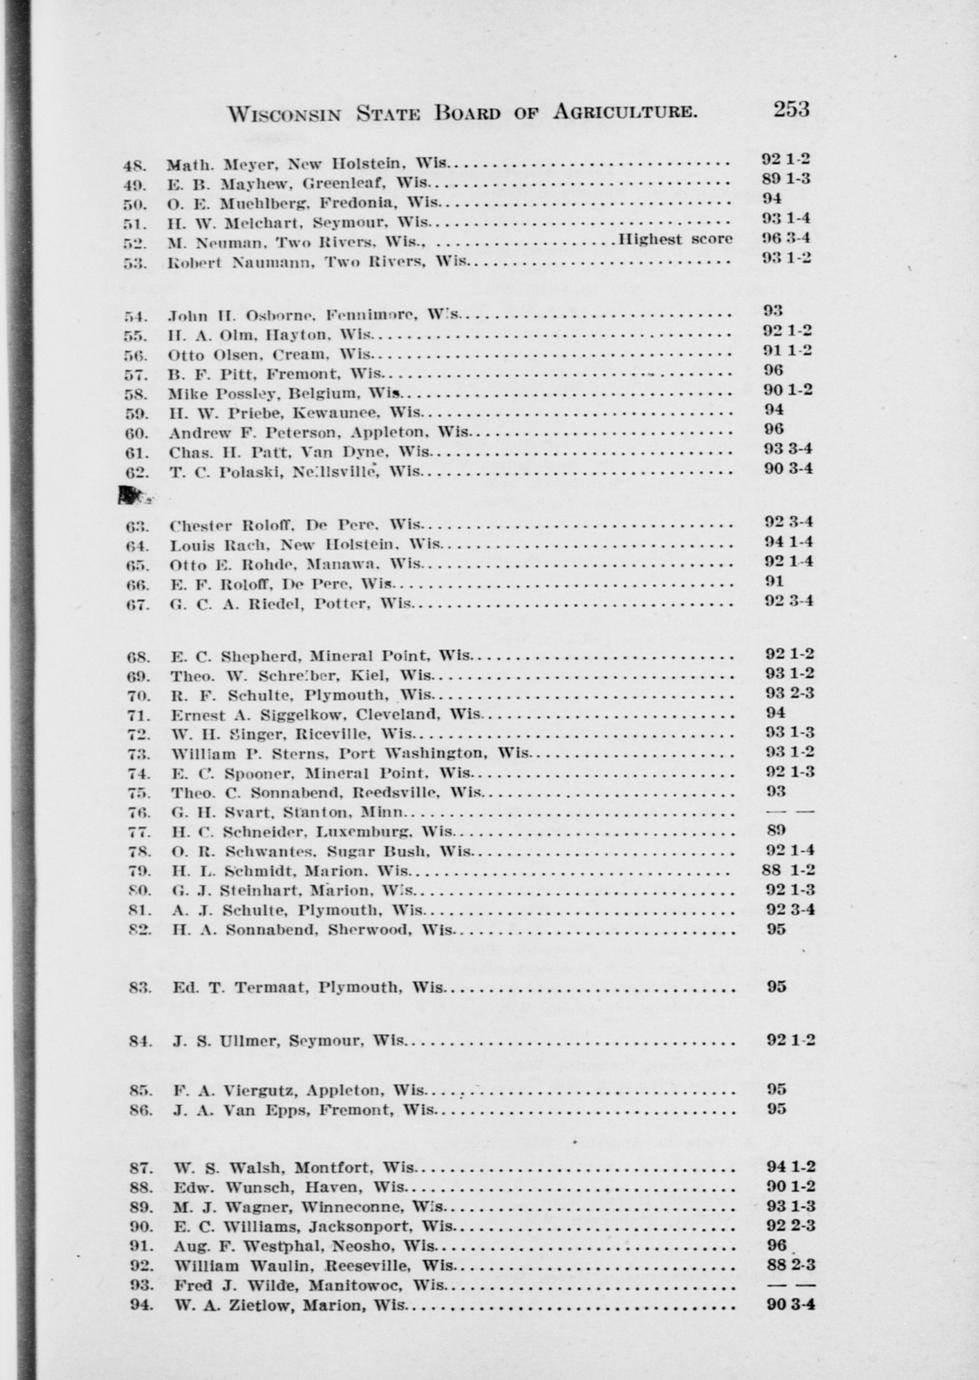 WISCONSIN STATE BOARD OF AGRICULTURE. 253
48. Math. Meyer, New Holstein, Wis. 92 1-2
49. E. B. Mayhew, Greenleaf, Wis. 89 1-3
50. O. E. Muehlberg, Fredonia, Wis. 94
51. H. W. Melchart, Seymour, Wis. 93 1-4
52. M. Neuman, Two Rivers, Wis., Highest score 96 3-4
53. Robert Naumann, Two Rivers, Wis. 93 1-2
54. John H. Osborne, Fennimore, Wis. 93
55. H. A. Olm, Hayton, Wis. 92 1-2
56. Otto Olsen, Cream, Wis. 91 1-2
57. B. F. Pitt, Fremont, Wis. 96
58. Mike Possley, Belgium, Wis. 90 1-2
59. H. W. Priebe, Kewaunee, Wis. 94
60. Andrew F. Peterson, Appleton, Wis. 96
61. Chas. H. Patt, Van Dyne, Wis. 93 3-4
62. T. C. Polaski, Neillsville, Wis. 90 3-4
63. Chester Roloff, De Pere, Wis. 92 3-4
64. Louis Rach, New Holstein, Wis. 94 1-4
65. Otto E. Rohde, Manawa, Wis. 92 1-4
66. E. F. Roloff, De Pere, Wis. 91
67. G. C. A. Riedel, Potter, Wis. 92 3-4
68. E. C. Shepherd, Mineral Point, Wis. 92 1-2
69. Theo. W. Schreiber, Kiel, Wis. 93 1-2
70. R. F. Schulte, Plymouth, Wis. 93 2-3
71. Ernest A. Siggelkow, Cleveland, Wis. 94
72. W. H. Singer, Riceville, Wis. 93 1-3
73. William P. Sterns, Port Washington, Wis. 93 1-2
74. E. C. Spooner, Mineral Point, Wis. 92 1-3
75. Theo. C. Sonnabend, Reedsville, Wis. 93
76. G. H. Svart, Stanton, Minn. — —
77. H. C. Schneider, Luxemburg, Wis. 89
78. O. R. Schwantes, Sugar Bush, Wis. 92 1-4
79. H. L. Schmidt, Marion, Wis. 88 1-2
80. G. J. Steinhart, Marion, Wis. 92 1-3
81. A. J. Schulte, Plymouth, Wis. 92 3-4
82. H. A. Sonnabend, Sherwood, Wis. 95
83. Ed. T. Termaat, Plymouth, Wis. 95
84. J. S. Ullmer, Seymour, Wis. 92 1-2
85. F. A. Viergutz, Appleton, Wis. 95
86. J. A. Van Epps, Fremont, Wis. 95
87. W. S. Walsh, Montfort, Wis. 94 1-2
88. Edw. Wunsch, Haven, Wis. 90 1-2
89. M. J. Wagner, Winneconne, Wis. 93 1-3
90. E. C. Williams, Jacksonport, Wis. 92 2-3
91. Aug. F. Westphal, Neosho, Wis. 96
92. William Waulin, Reeseville, Wis. 88 2-3
93. Fred J. Wilde, Manitowoc, Wis. — —
94. W. A. Zietlow, Marion, Wis. 90 3-4